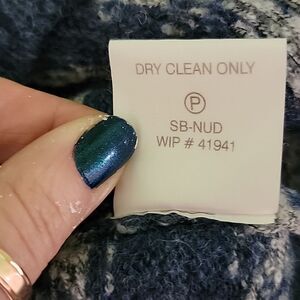 DRY CLEAN ONLY
P
SB-NUD
WIP # 41941